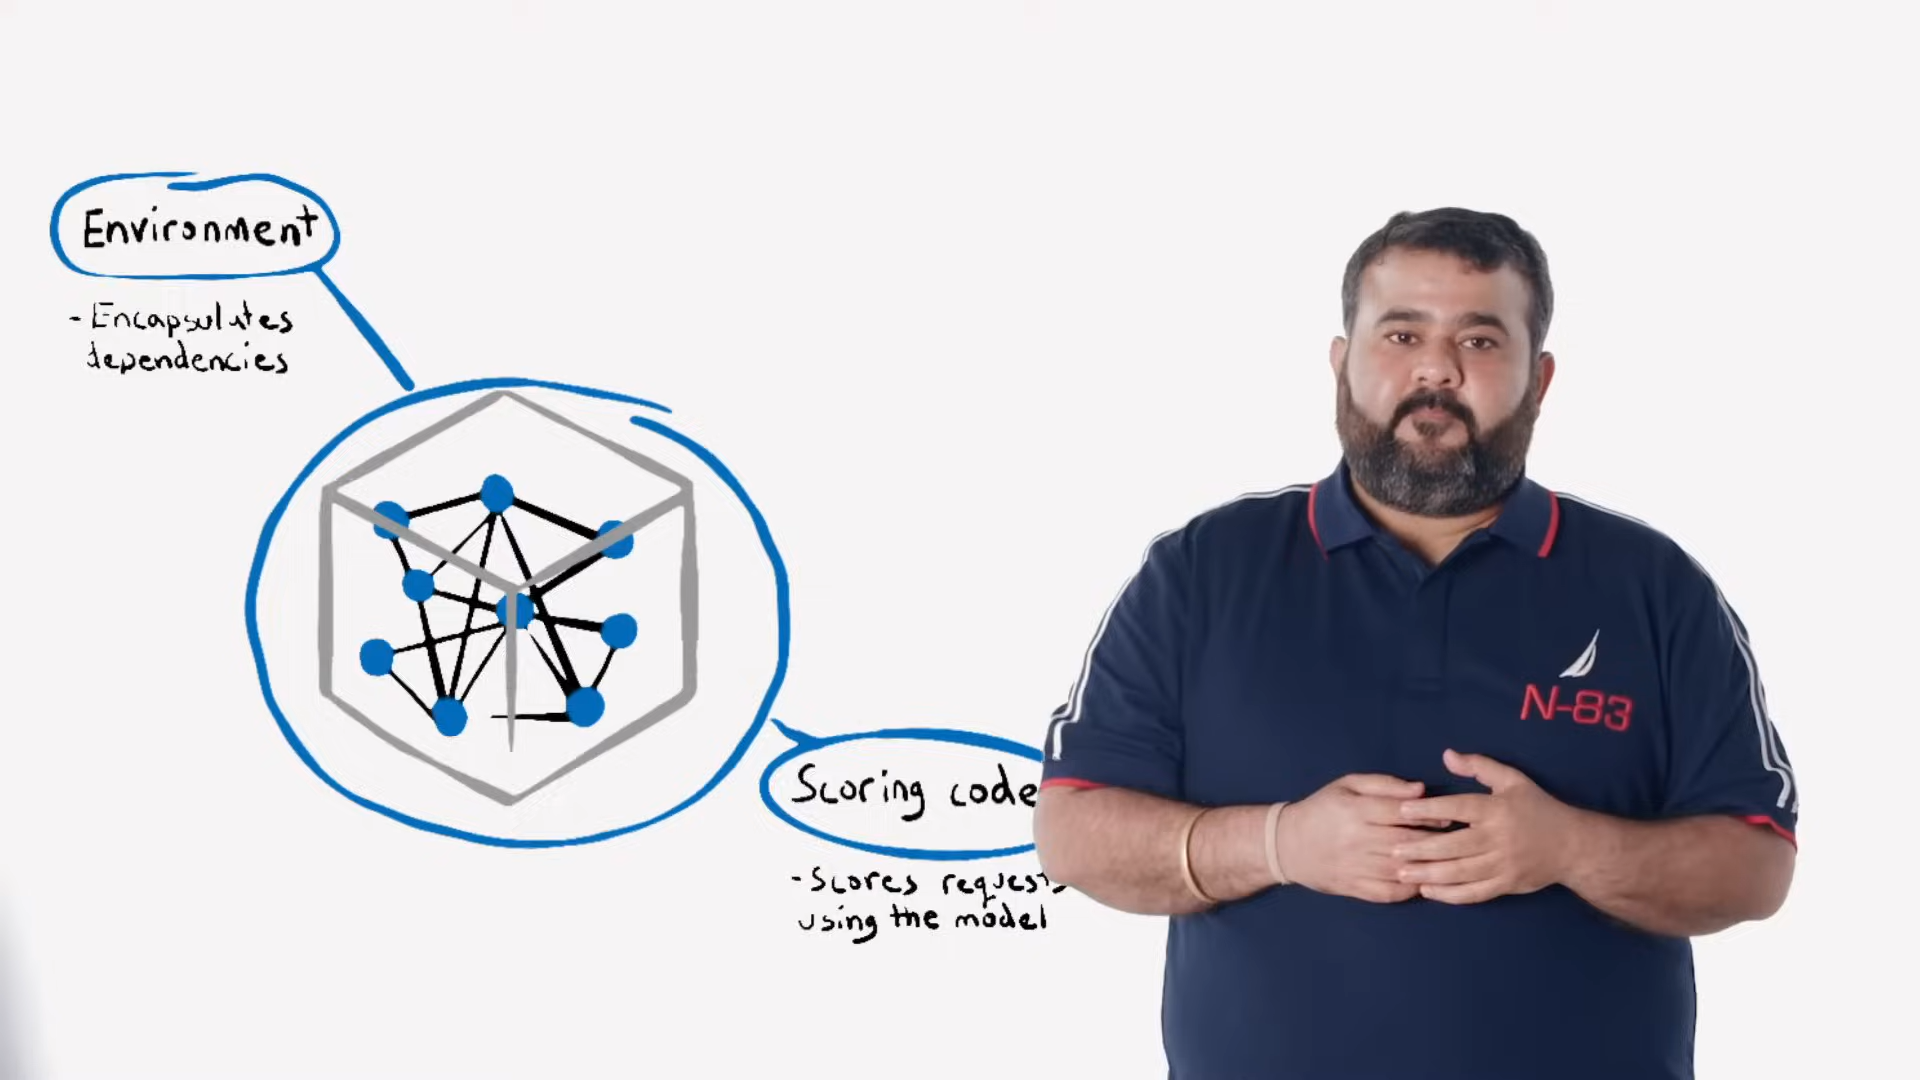 Environment
- Encapsulates
dependencies
Scoring code
- Scores requests
using the model
N-83